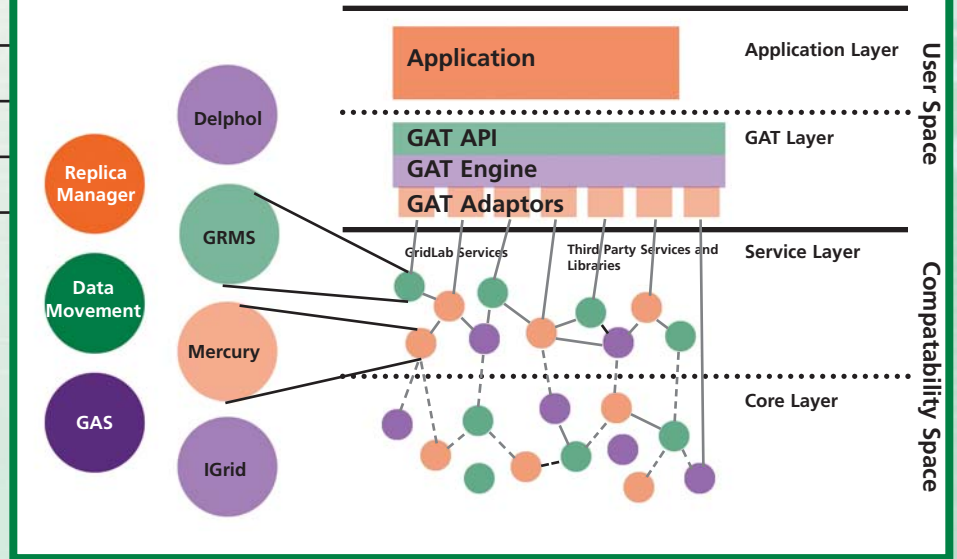 Application
Application Layer
User Space
Delphol
GAT API
GAT Layer
GAT Engine
Replica
Manager
GAT Adaptors
GRMS
GridLab Services
Third Party Services and
Libraries
Service Layer
Compatability Space
Data
Movement
Mercury
Core Layer
GAS
IGrid